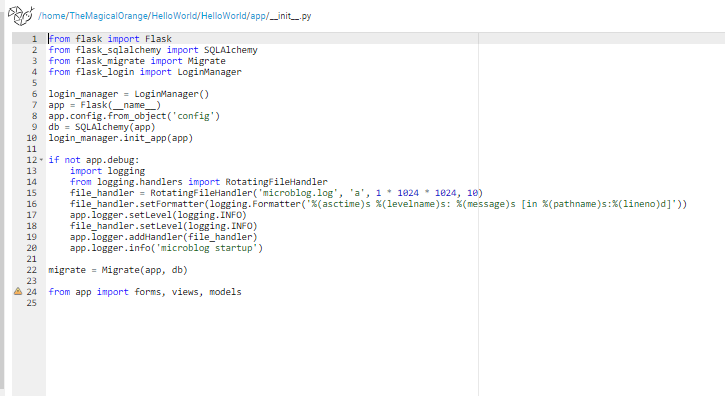 /home/TheMagicalOrange/HelloWorld/HelloWorld/app/__init__.py
1 from flask import Flask
2 from flask_sqlalchemy import SQLAlchemy
3 from flask_migrate import Migrate
4 from flask_login import LoginManager
5
6 login_manager = LoginManager()
7 app = Flask(__name__)
8 app.config.from_object('config')
9 db = SQLAlchemy(app)
10 login_manager.init_app(app)
11
12 if not app.debug:
13     import logging
14     from logging.handlers import RotatingFileHandler
15     file_handler = RotatingFileHandler('microblog.log', 'a', 1 * 1024 * 1024, 10)
16     file_handler.setFormatter(logging.Formatter('%(asctime)s %(levelname)s: %(message)s [in %(pathname)s:%(lineno)d]'))
17     app.logger.setLevel(logging.INFO)
18     file_handler.setLevel(logging.INFO)
19     app.logger.addHandler(file_handler)
20     app.logger.info('microblog startup')
21
22 migrate = Migrate(app, db)
23
24 from app import forms, views, models
25